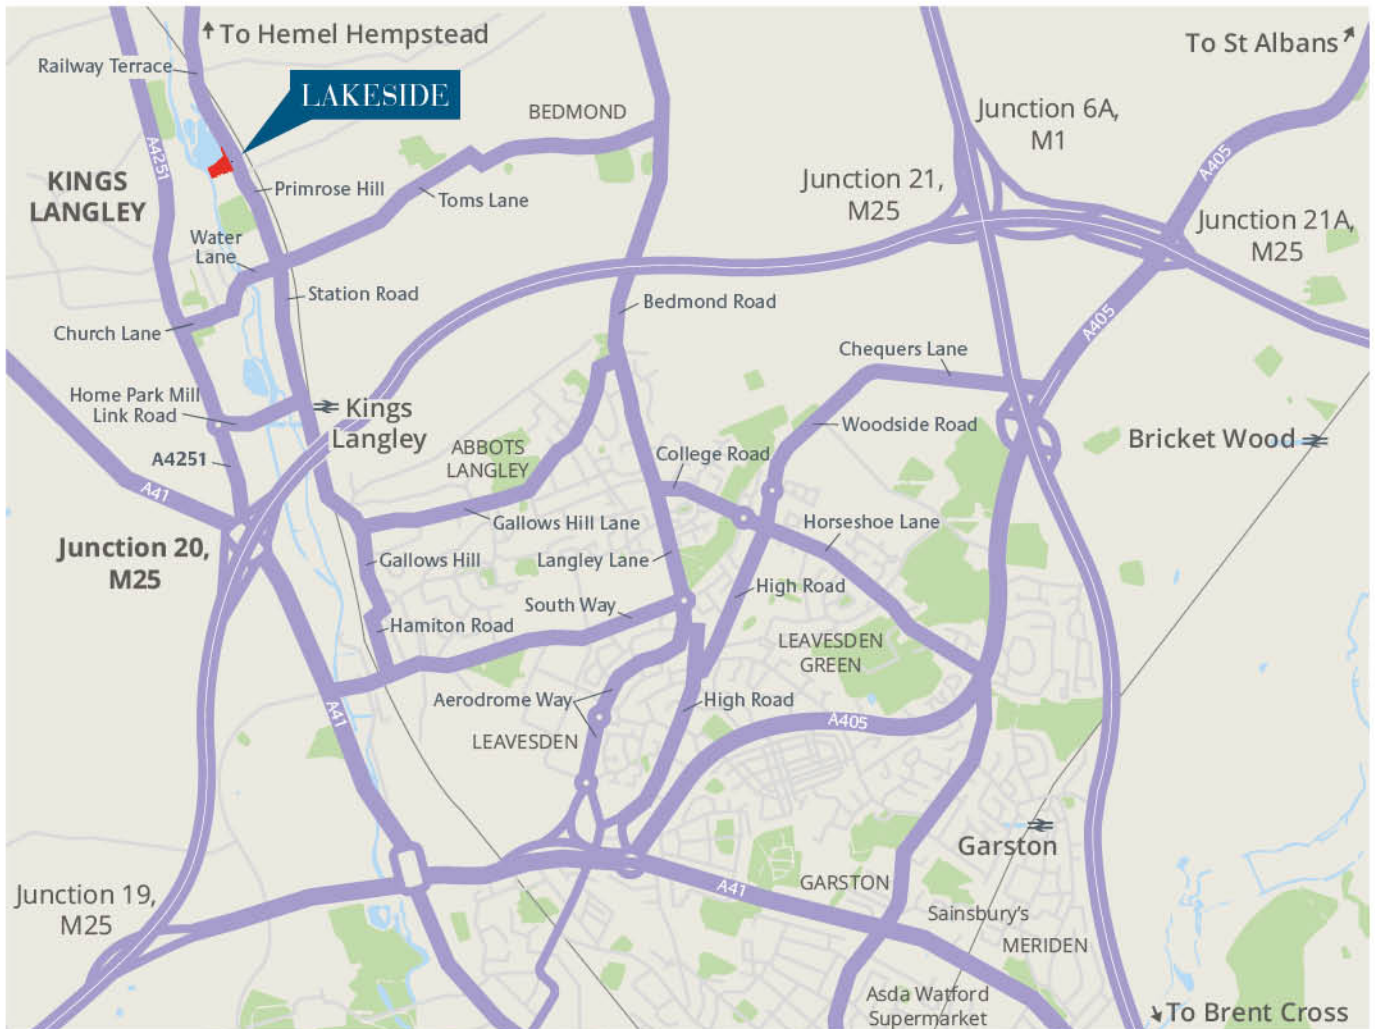 To Hemel Hempstead
To St Albans
Railway Terrace
LAKESIDE
BEDMOND
Junction 6A,
M1
A4251
A405
KINGS
LANGLEY
Primrose Hill
Toms Lane
Junction 21,
M25
Junction 21A,
M25
Water
Lane
Station Road
Bedmond Road
A405
Church Lane
Chequers Lane
Home Park Mill
Link Road
Kings
Langley
Woodside Road
Bricket Wood
ABBOTS
LANGLEY
College Road
A4251
A41
Gallows Hill Lane
Horseshoe Lane
Junction 20,
M25
Gallows Hill
Langley Lane
High Road
South Way
Hamiton Road
LEAVESDEN
GREEN
Aerodrome Way
High Road
A41
A405
LEAVESDEN
Garston
A41
GARSTON
Junction 19,
M25
Sainsbury's
MERIDEN
Asda Watford
Supermarket
To Brent Cross